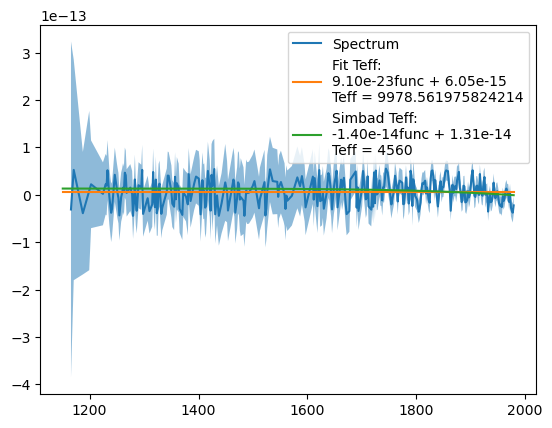 1e−13
Spectrum
Fit Teff:
9.10e-23func + 6.05e-15
Teff = 9978.561975824214
Simbad Teff:
-1.40e-14func + 1.31e-14
Teff = 4560
3
2
1
0
−1
−2
−3
−4
1200 1400 1600 1800 2000